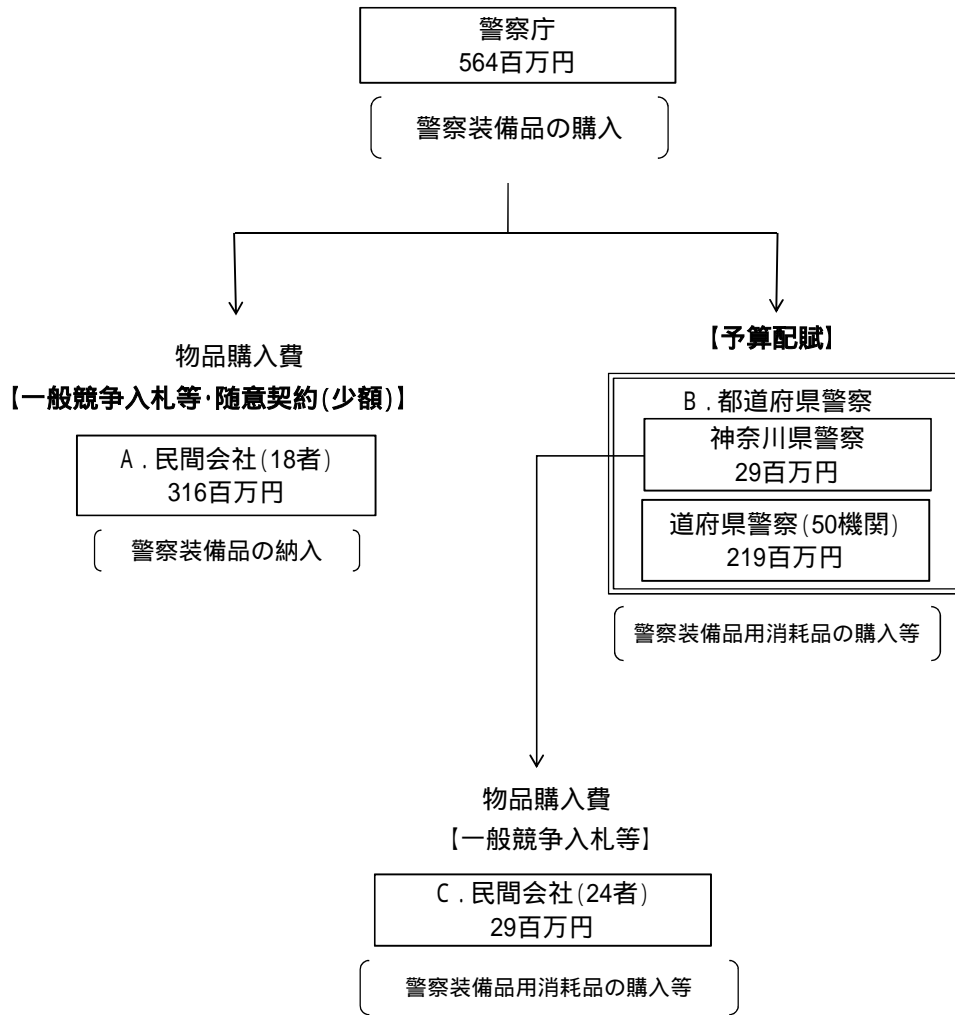 警察庁
564百万円
警察装備品の購入
物品購入費
【一般競争入札等・随意契約(少額)】
A．民間会社(18者)
316百万円
警察装備品の納入
【予算配賦】
B．都道府県警察
神奈川県警察
29百万円
道府県警察(50機関)
219百万円
警察装備品用消耗品の購入等
物品購入費
【一般競争入札等】
C．民間会社(24者)
29百万円
警察装備品用消耗品の購入等